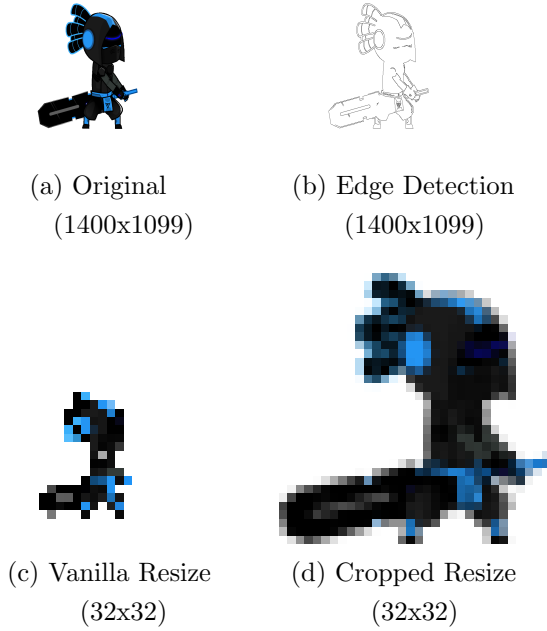 (a) Original
(1400x1099)
(b) Edge Detection
(1400x1099)
(c) Vanilla Resize
(32x32)
(d) Cropped Resize
(32x32)